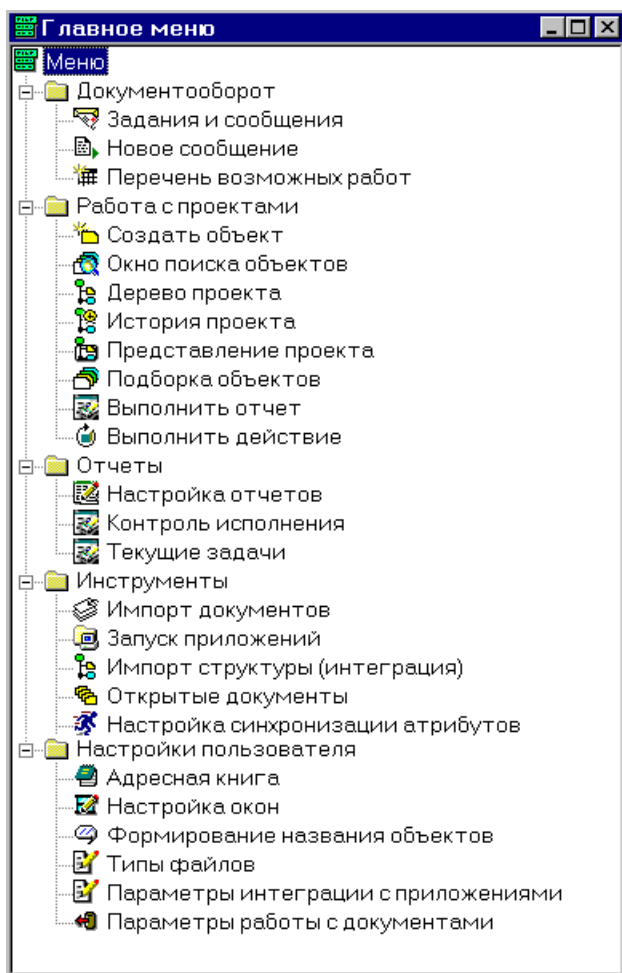 Главное меню
Меню
Документооборот
Задания и сообщения
Новое сообщение
Перечень возможных работ
Работа с проектами
Создать объект
Окно поиска объектов
Дерево проекта
История проекта
Представление проекта
Подборка объектов
Выполнить отчет
Выполнить действие
Отчеты
Настройка отчетов
Контроль исполнения
Текущие задачи
Инструменты
Импорт документов
Запуск приложений
Импорт структуры (интеграция)
Открытые документы
Настройка синхронизации атрибутов
Настройки пользователя
Адресная книга
Настройка окон
Формирование названия объектов
Типы файлов
Параметры интеграции с приложениями
Параметры работы с документами